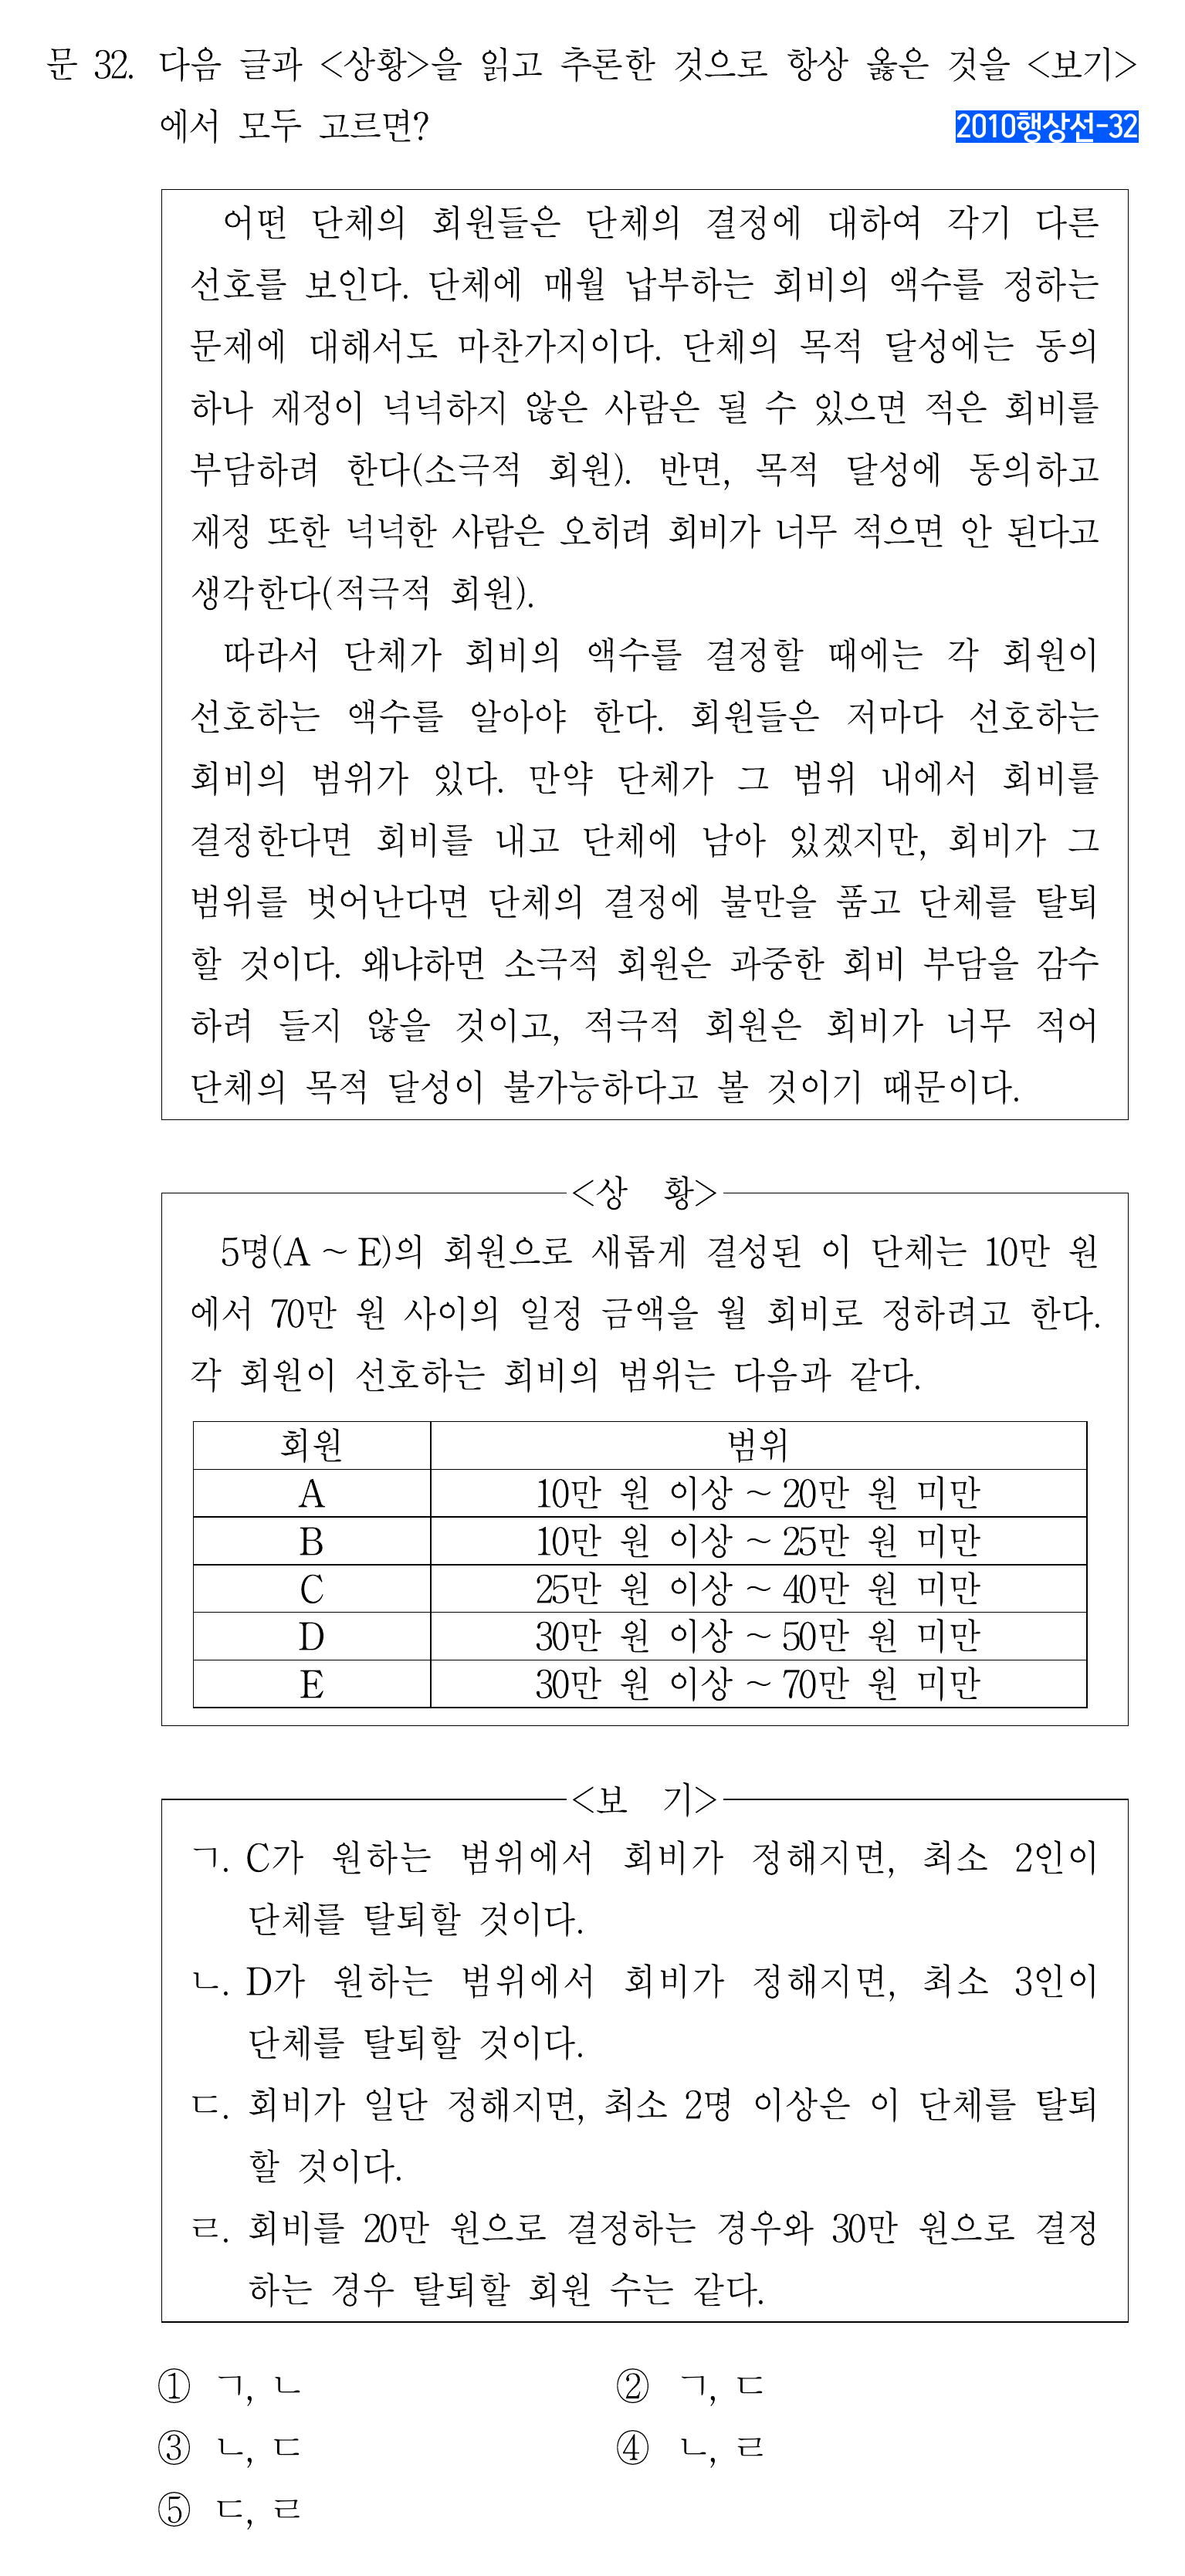 문 32. 다음 글과 <상황>을 읽고 추론한 것으로 항상 옳은 것을 <보기>
에서 모두 고르면?
2010행상선-32
어떤 단체의 회원들은 단체의 결정에 대하여 각기 다른
선호를 보인다. 단체에 매월 납부하는 회비의 액수를 정하는
문제에 대해서도 마찬가지이다. 단체의 목적 달성에는 동의
하나 재정이 넉넉하지 않은 사람은 될 수 있으면 적은 회비를
부담하려 한다(소극적 회원). 반면, 목적 달성에 동의하고
재정 또한 넉넉한 사람은 오히려 회비가 너무 적으면 안 된다고
생각한다(적극적 회원).
따라서 단체가 회비의 액수를 결정할 때에는 각 회원이
선호하는 액수를 알아야 한다. 회원들은 저마다 선호하는
회비의 범위가 있다. 만약 단체가 그 범위 내에서 회비를
결정한다면 회비를 내고 단체에 남아 있겠지만, 회비가 그
범위를 벗어난다면 단체의 결정에 불만을 품고 단체를 탈퇴
할 것이다. 왜냐하면 소극적 회원은 과중한 회비 부담을 감수
하려 들지 않을 것이고, 적극적 회원은 회비가 너무 적어
단체의 목적 달성이 불가능하다고 볼 것이기 때문이다.
<상 황>
5명(A ~ E)의 회원으로 새롭게 결성된 이 단체는 10만 원
에서 70만 원 사이의 일정 금액을 월 회비로 정하려고 한다.
각 회원이 선호하는 회비의 범위는 다음과 같다.
회원 범위
A 10만 원 이상 ~ 20만 원 미만
B 10만 원 이상 ~ 25만 원 미만
C 25만 원 이상 ~ 40만 원 미만
D 30만 원 이상 ~ 50만 원 미만
E 30만 원 이상 ~ 70만 원 미만
<보 기>
ㄱ. C가 원하는 범위에서 회비가 정해지면, 최소 2인이
단체를 탈퇴할 것이다.
ㄴ. D가 원하는 범위에서 회비가 정해지면, 최소 3인이
단체를 탈퇴할 것이다.
ㄷ. 회비가 일단 정해지면, 최소 2명 이상은 이 단체를 탈퇴
할 것이다.
ㄹ. 회비를 20만 원으로 결정하는 경우와 30만 원으로 결정
하는 경우 탈퇴할 회원 수는 같다.
① ㄱ, ㄴ ② ㄱ, ㄷ
③ ㄴ, ㄷ ④ ㄴ, ㄹ
⑤ ㄷ, ㄹ